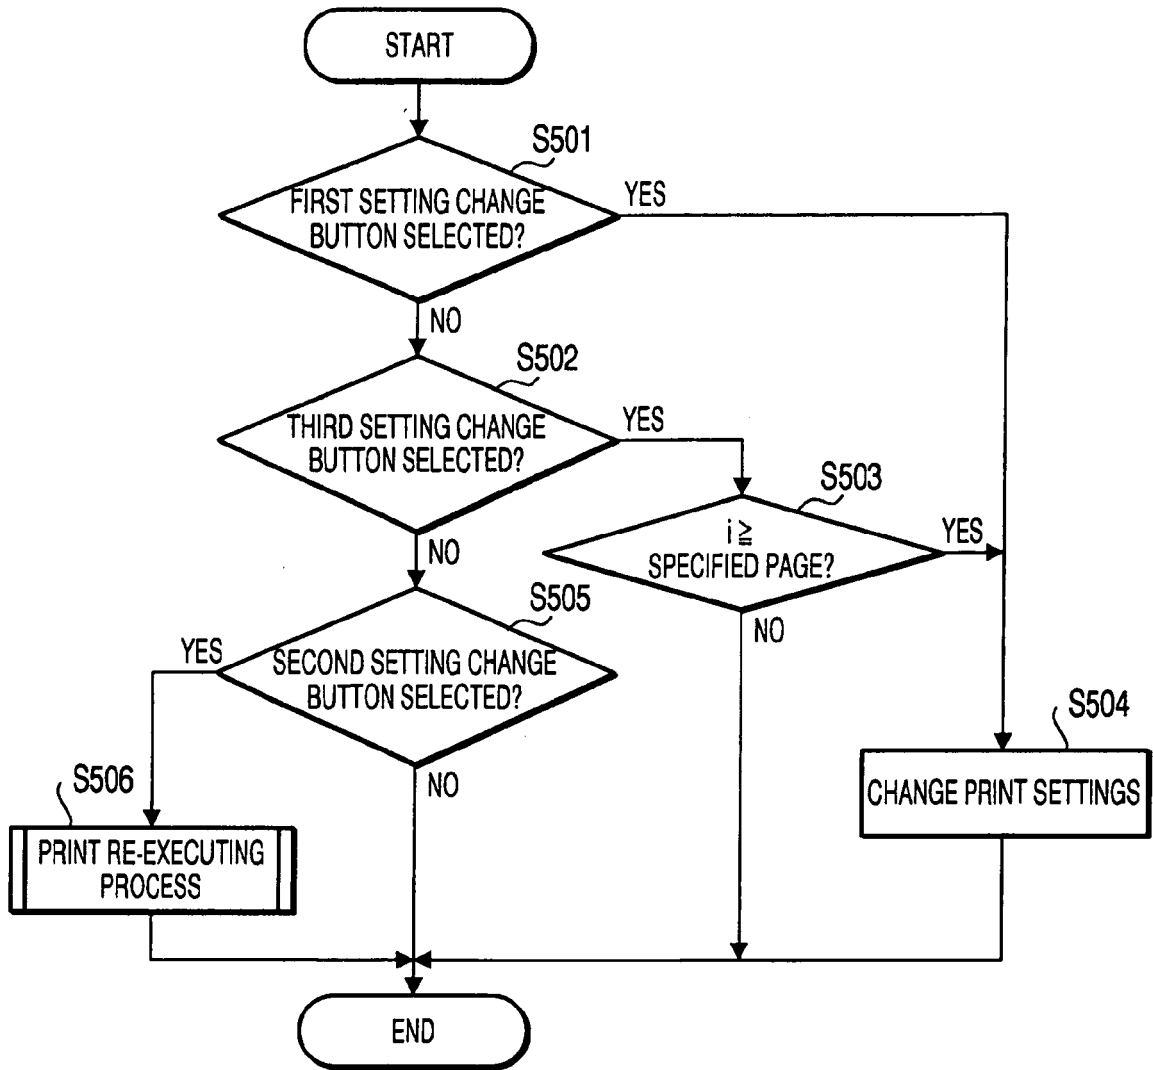 START
S501
FIRST SETTING CHANGE
BUTTON SELECTED?
YES
NO
S502
THIRD SETTING CHANGE
BUTTON SELECTED?
YES
NO
S503
i ≧
SPECIFIED PAGE?
YES
NO
S505
SECOND SETTING CHANGE
BUTTON SELECTED?
YES
NO
S504
CHANGE PRINT SETTINGS
S506
PRINT RE-EXECUTING
PROCESS
END